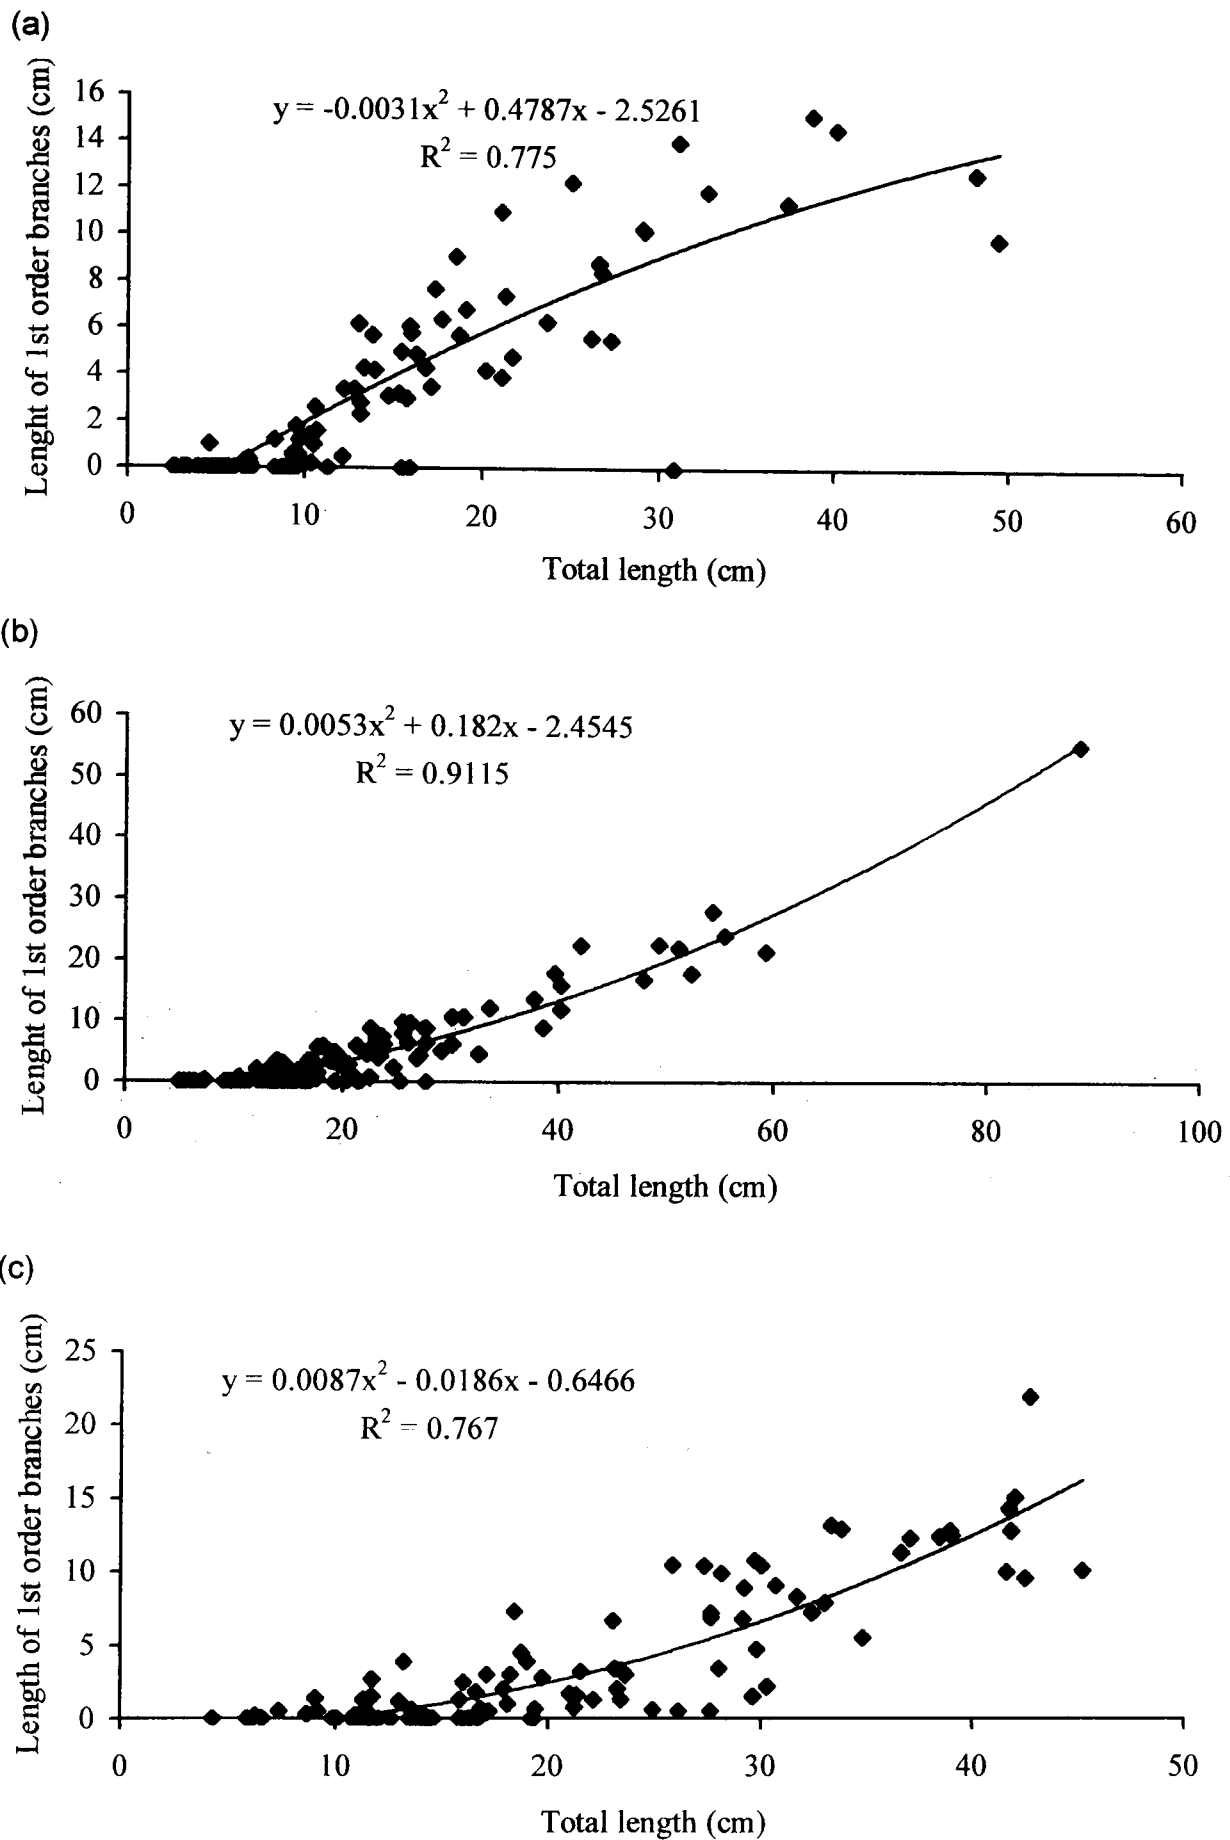 (a)
Lenght of 1st order branches (cm)
16
14
12
10
8
6
4
2
0
y = -0.0031x² + 0.4787x - 2.5261
R² = 0.775
0 10 20 30 40 50 60
Total length (cm)
(b)
Lenght of 1st order branches (cm)
60
50
40
30
20
10
0
y = 0.0053x² + 0.182x - 2.4545
R² = 0.9115
0 20 40 60 80 100
Total length (cm)
(c)
Length of 1st order branches (cm)
25
20
15
10
5
0
y = 0.0087x² - 0.0186x - 0.6466
R² = 0.767
0 10 20 30 40 50
Total length (cm)